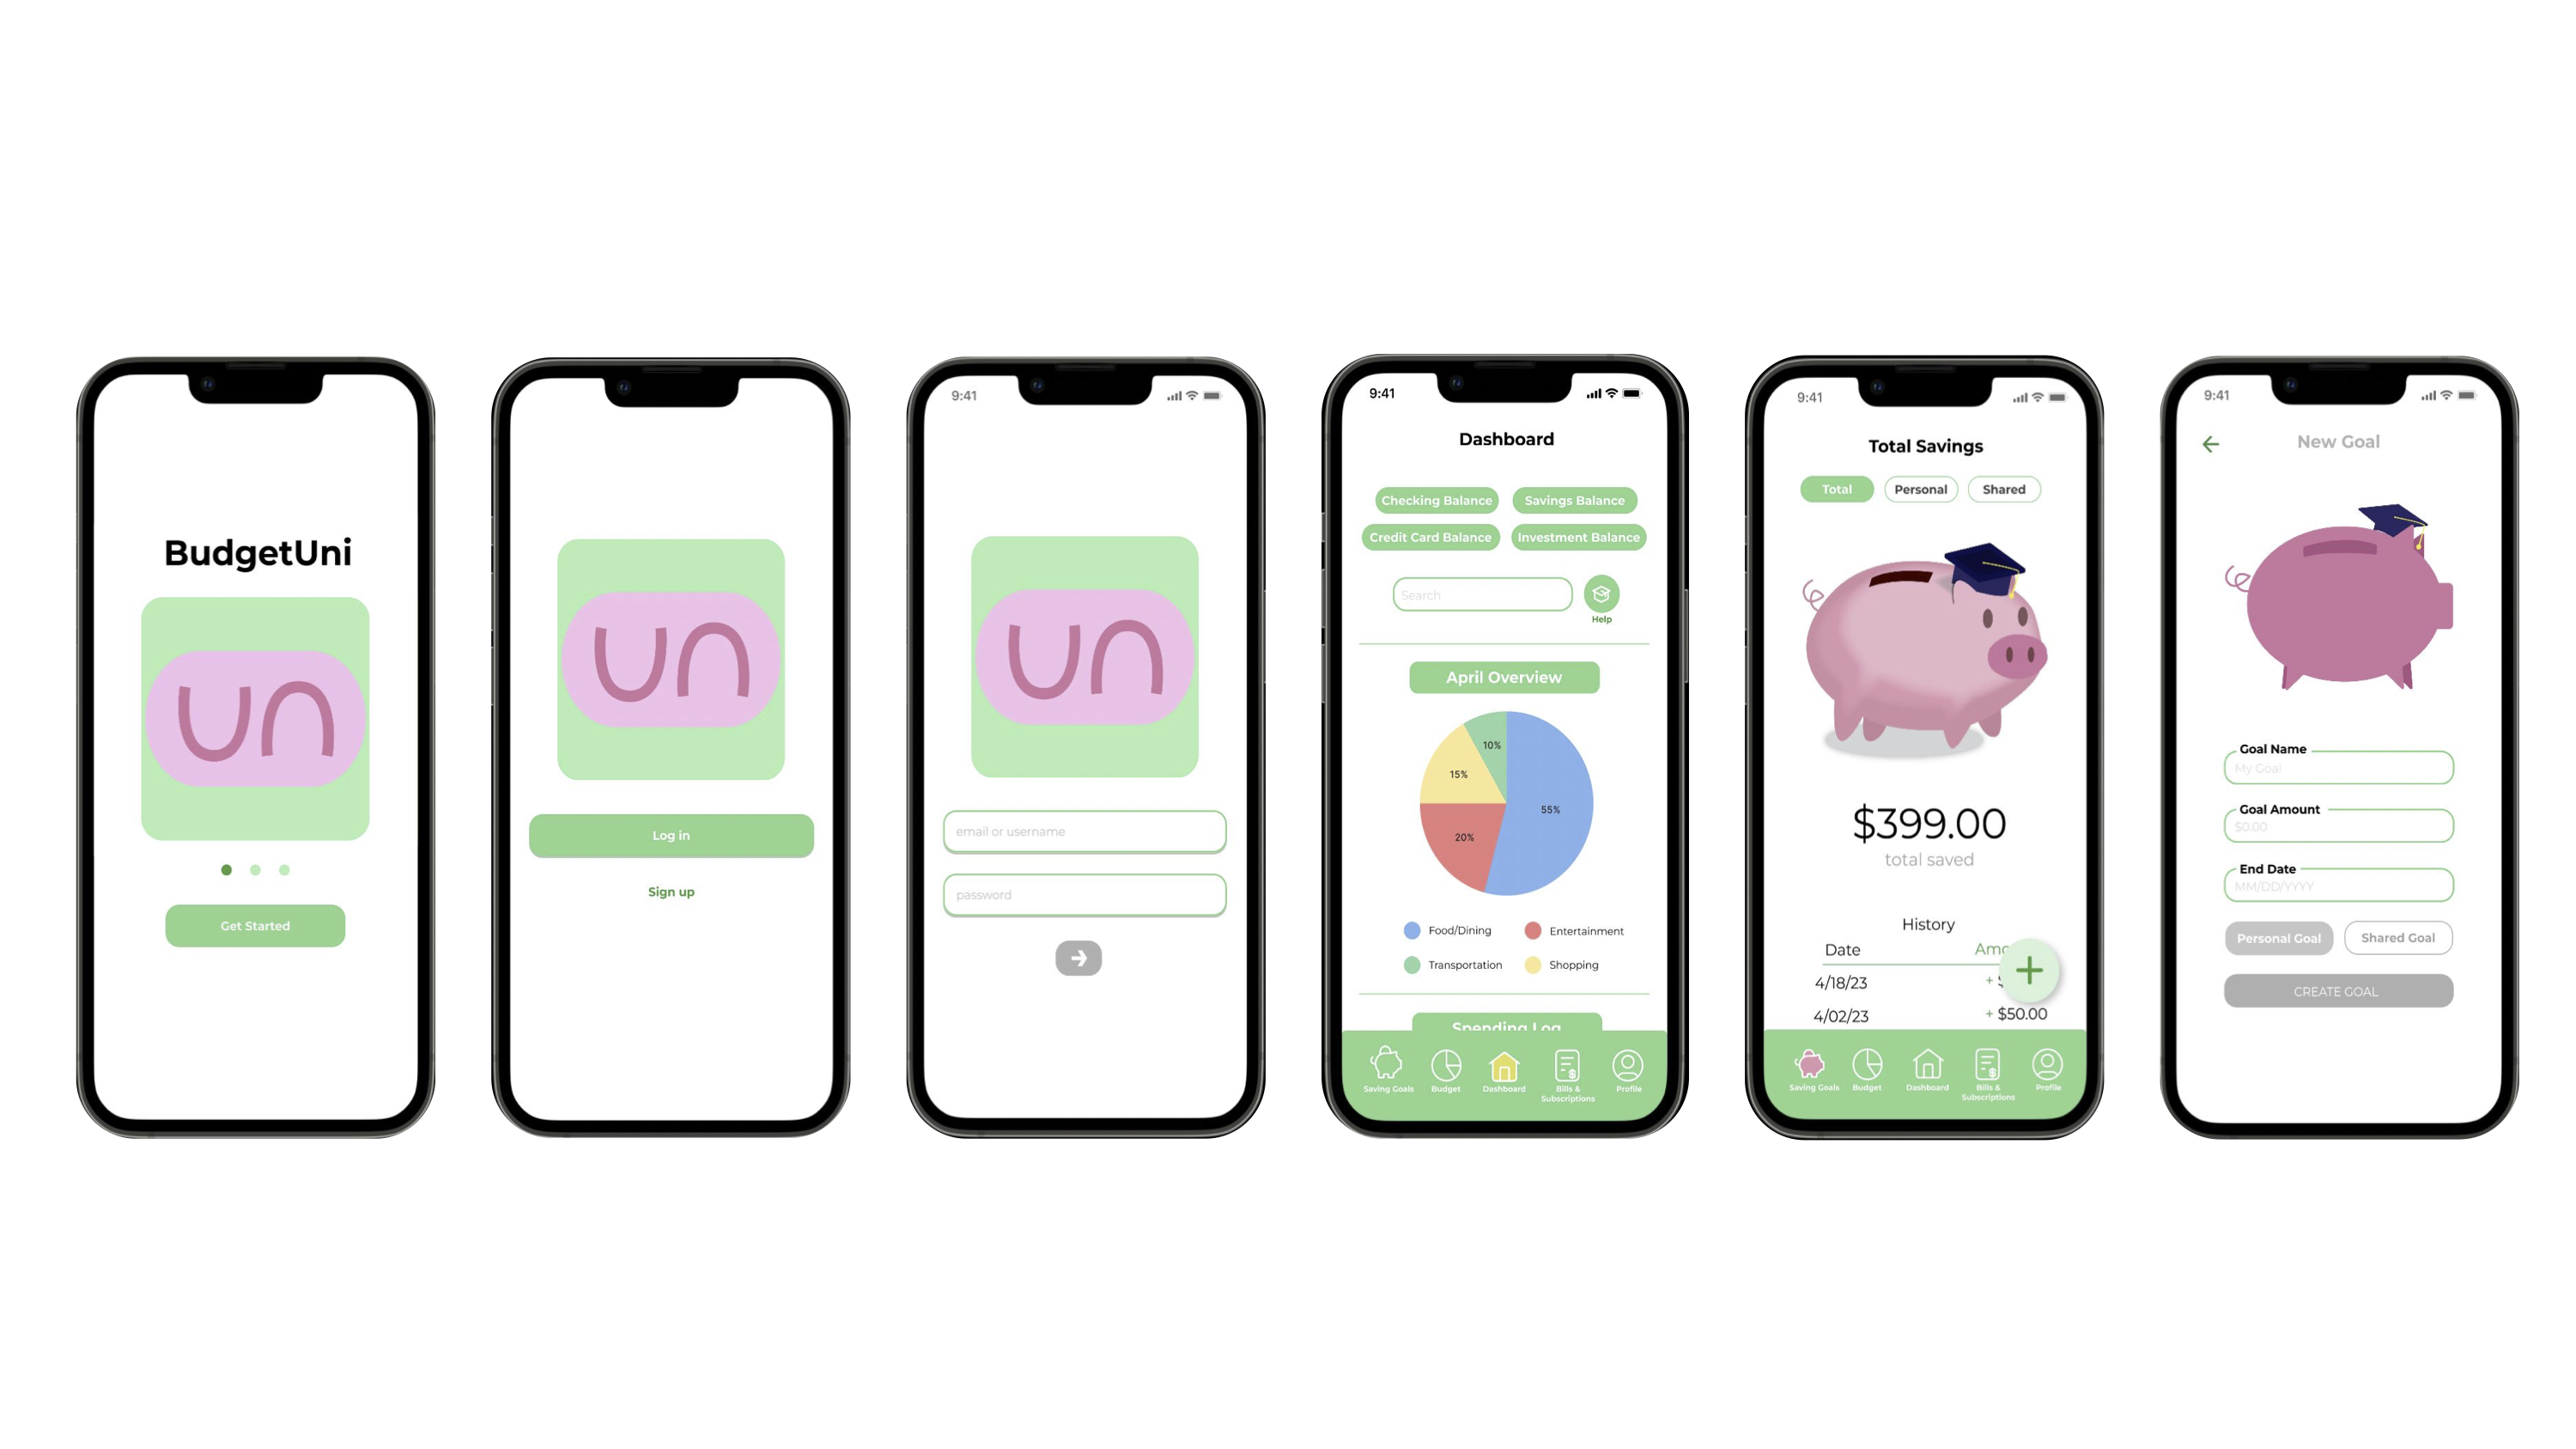 BudgetUni
un
Get Started
un
Log in
Sign up
9:41
un
email or username
password
9:41
Dashboard
Checking Balance Savings Balance
Credit Card Balance Investment Balance
Search
Help
April Overview
10%
15%
55%
20%
Food/Dining Entertainment
Transportation Shopping
Spending Log
Saving Goals Budget Dashboard Bills & Subscriptions Profile
9:41
Total Savings
Total Personal Shared
$399.00
total saved
History
Date
4/18/23 +
4/02/23 + $50.00
Saving Goals Budget Dashboard Bills & Subscriptions Profile
9:41
New Goal
Goal Name
My Goal
Goal Amount
$0.00
End Date
MM/DD/YYYY
Personal Goal Shared Goal
CREATE GOAL